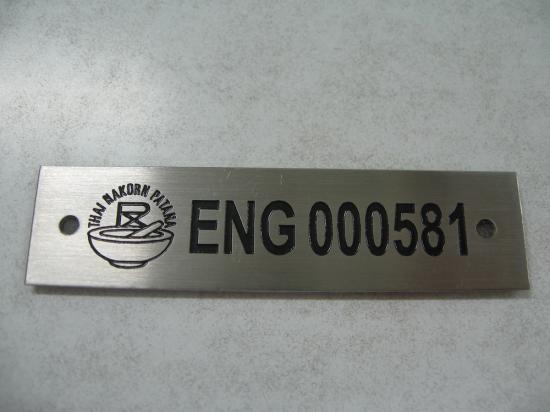 THAI NAKORN PATANA
ENG 000581